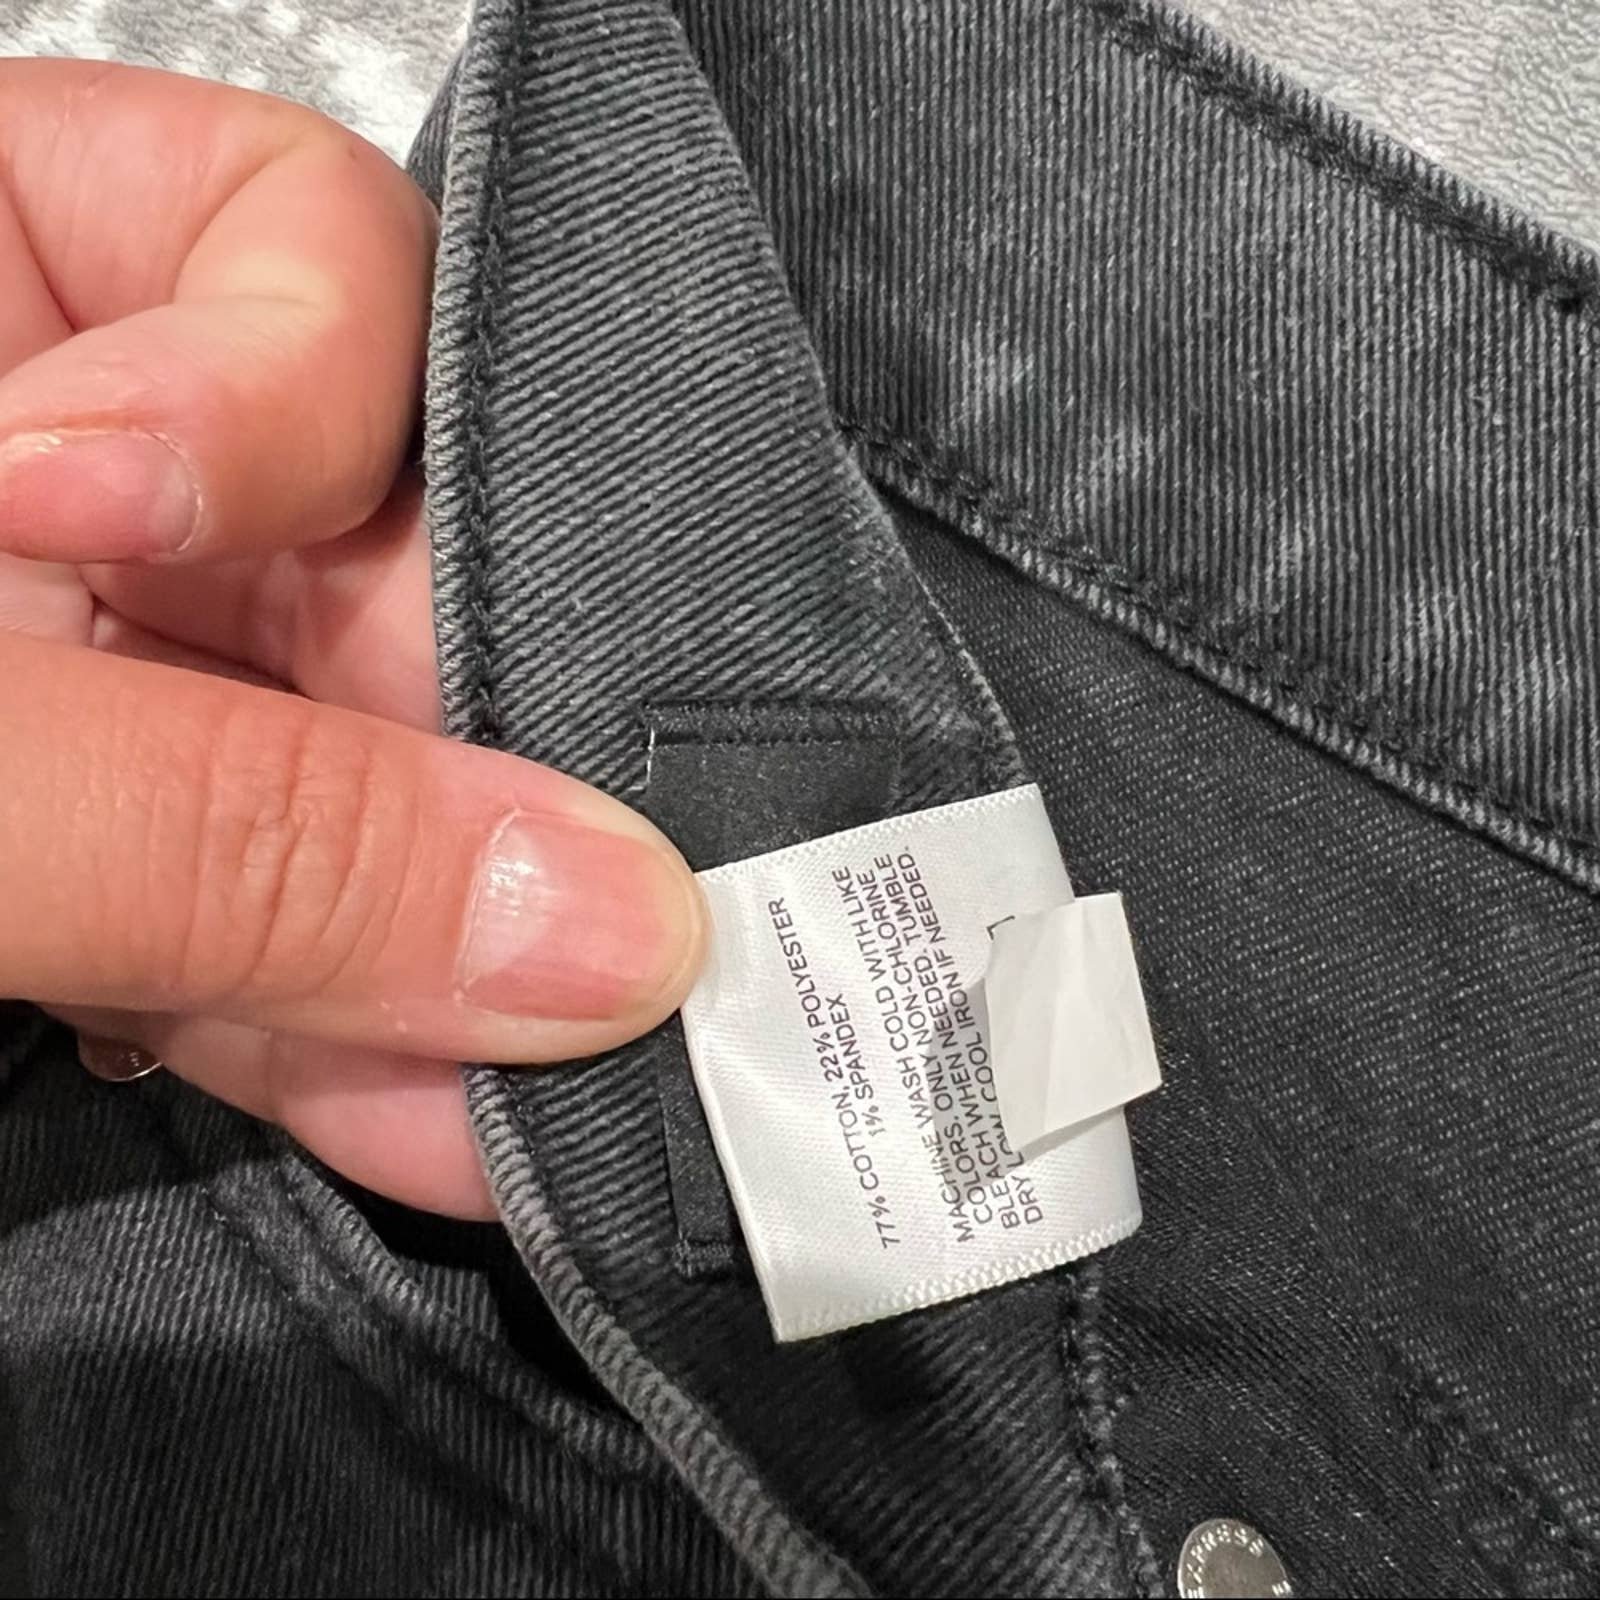 77% COTTON, 22% POLYESTER
1% SPANDEX
MACHINE WASH COLD WITH LIKE
COLORS. ONLY NON-CHLORINE
BLEACH WHEN NEEDED. TUMBLE
DRY LOW. COOL IRON IF NEEDED.
EXPRESS